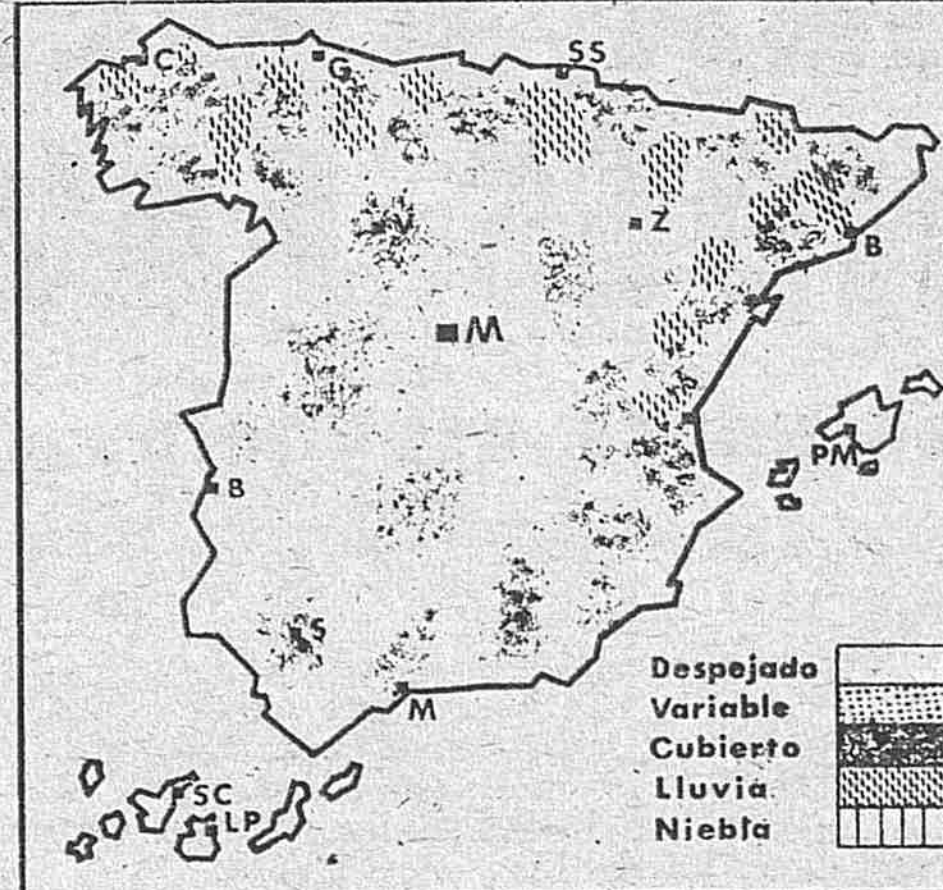 C
G
SS
Z
B
M
PM
B
S
M
SC
LP
Despejado
Variable
Cubierto
Lluvia
Niebla